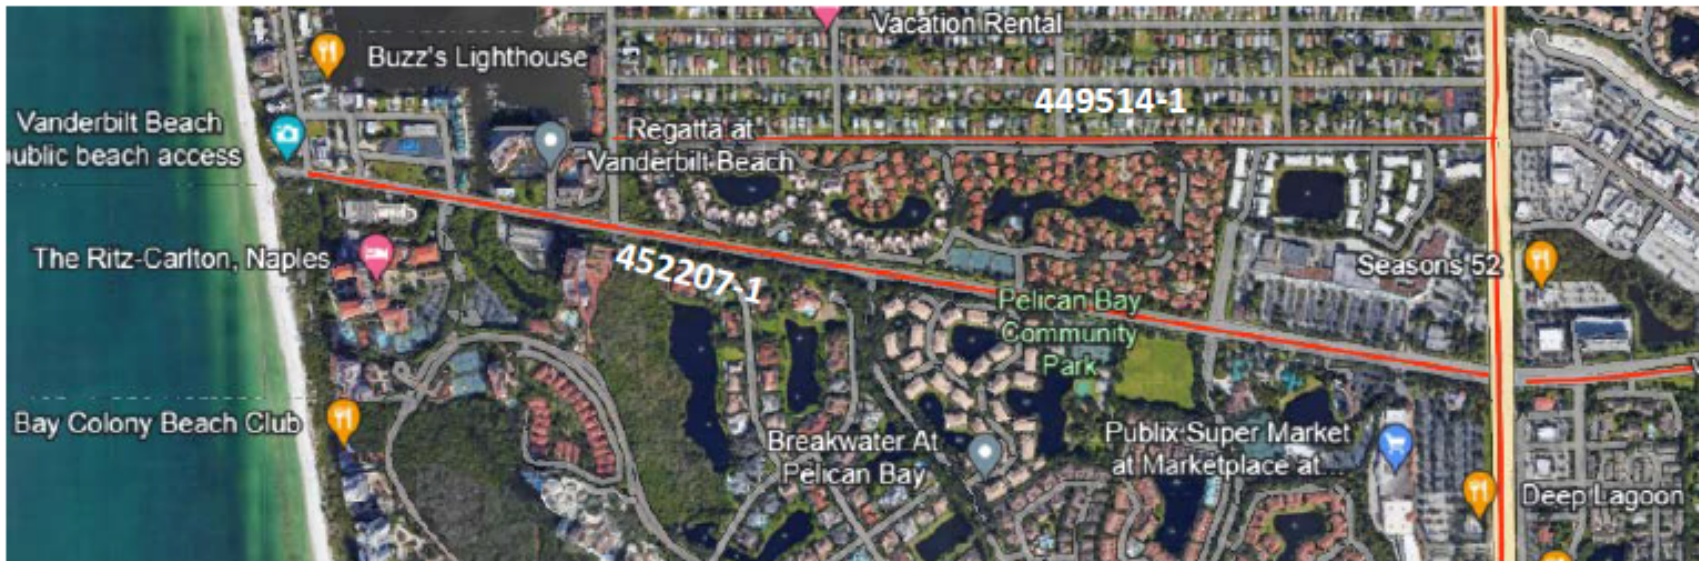 Vacation Rental
Buzz's Lighthouse
449514-1
Vanderbilt Beach
public beach access
Regatta at
Vanderbilt Beach
The Ritz-Carlton, Naples
452207-1
Seasons 52
Pelican Bay
Community
Park
Bay Colony Beach Club
Breakwater At
Pelican Bay
Publix Super Market
at Marketplace at...
Deep Lagoon